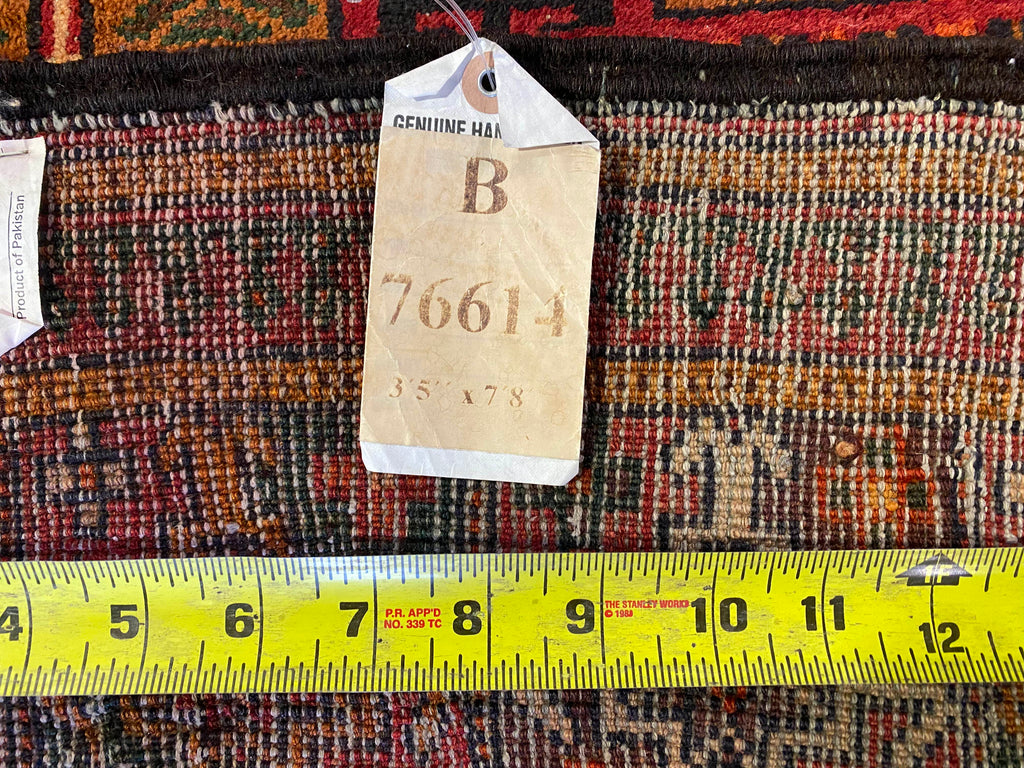 GENUINE HAN
B
76614
3'5" x 7'8
Product of Pakistan
4 5 6 7 8 9 10 11 12
P.R. APP'D
NO. 339 TC
THE STANLEY WORKS
© 1988